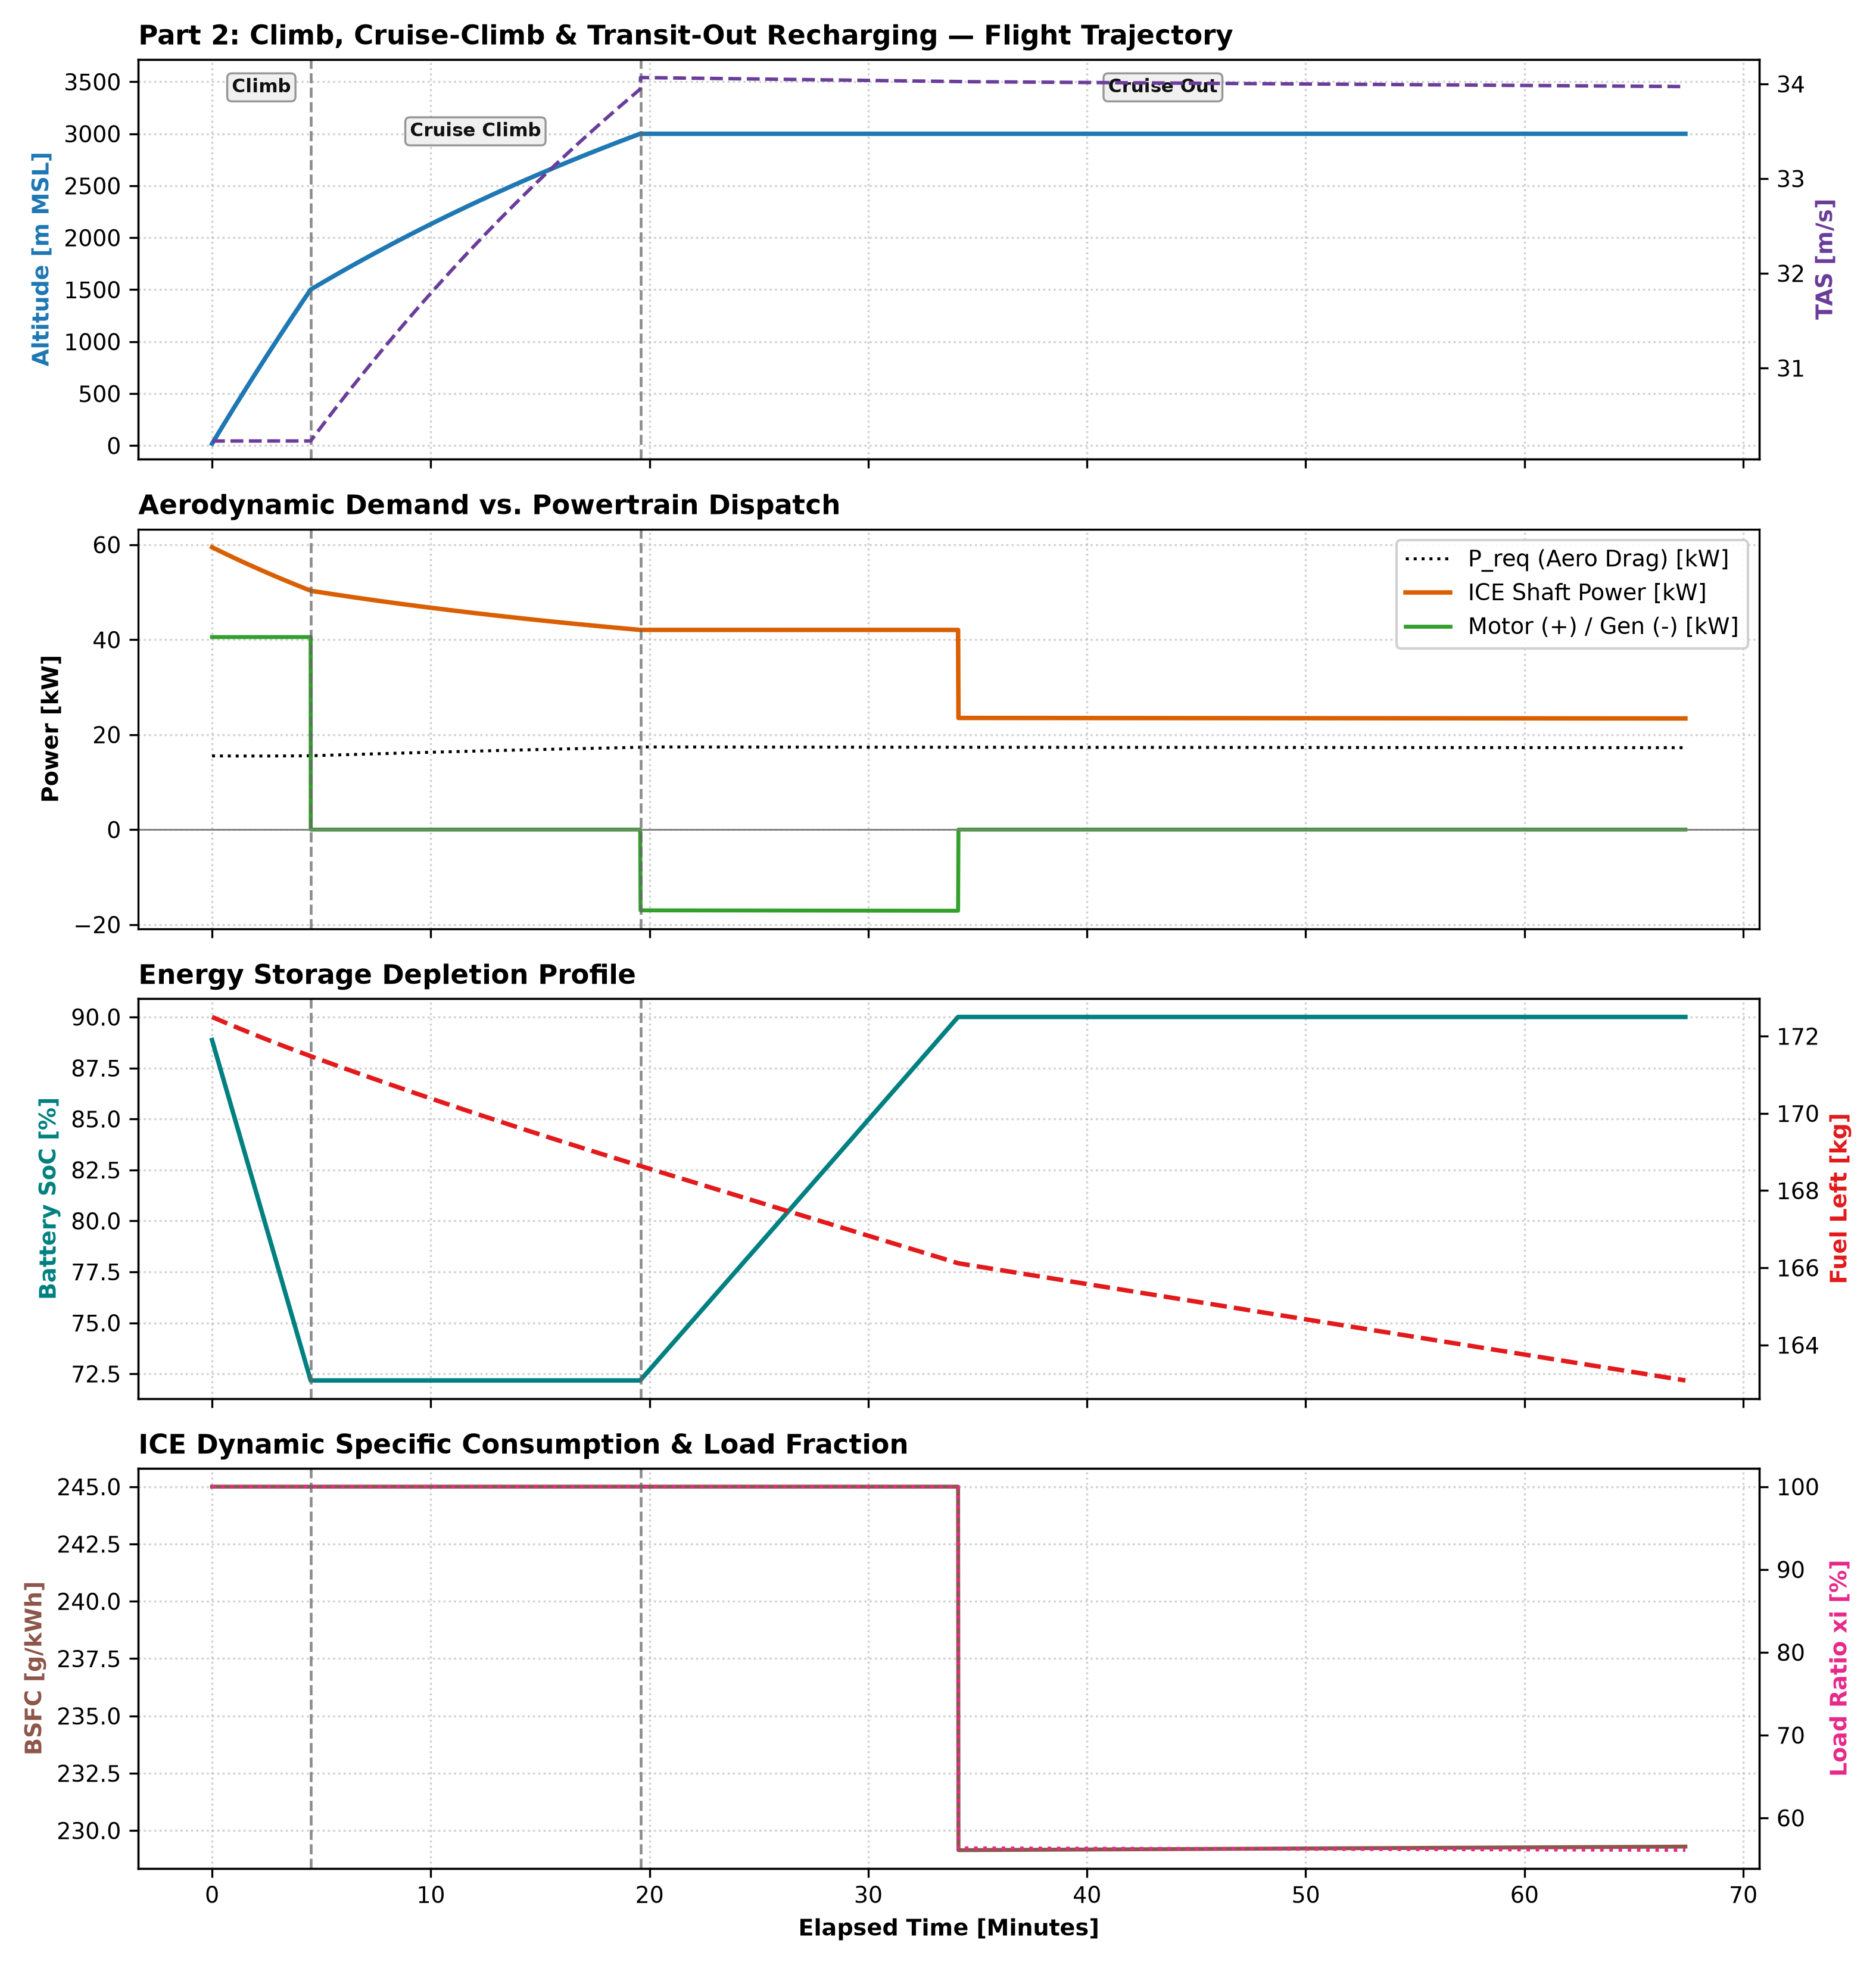 Part 2: Climb, Cruise-Climb & Transit-Out Recharging — Flight Trajectory
Altitude [m MSL]
3500
3000
2500
2000
1500
1000
500
0
Climb
Cruise Climb
Cruise Out
34
33
32
31
TAS [m/s]
Aerodynamic Demand vs. Powertrain Dispatch
Power [kW]
60
40
20
0
−20
P_req (Aero Drag) [kW]
ICE Shaft Power [kW]
Motor (+) / Gen (-) [kW]
Energy Storage Depletion Profile
Battery SoC [%]
90.0
87.5
85.0
82.5
80.0
77.5
75.0
72.5
172
170
168
166
164
Fuel Left [kg]
ICE Dynamic Specific Consumption & Load Fraction
BSFC [g/kWh]
245.0
242.5
240.0
237.5
235.0
232.5
230.0
100
90
80
70
60
Load Ratio xi [%]
0 10 20 30 40 50 60 70
Elapsed Time [Minutes]